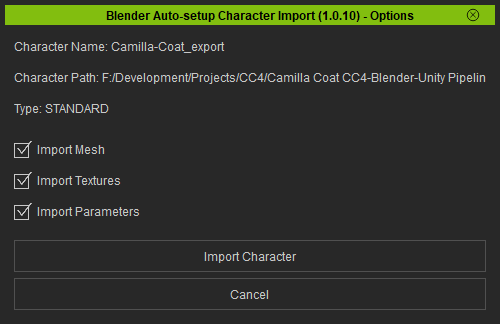 Blender Auto-setup Character Import (1.0.10) - Options
Character Name: Camilla-Coat_export
Character Path: F:/Development/Projects/CC4/Camilla Coat CC4-Blender-Unity Pipelin
Type: STANDARD
Import Mesh
Import Textures
Import Parameters
Import Character
Cancel